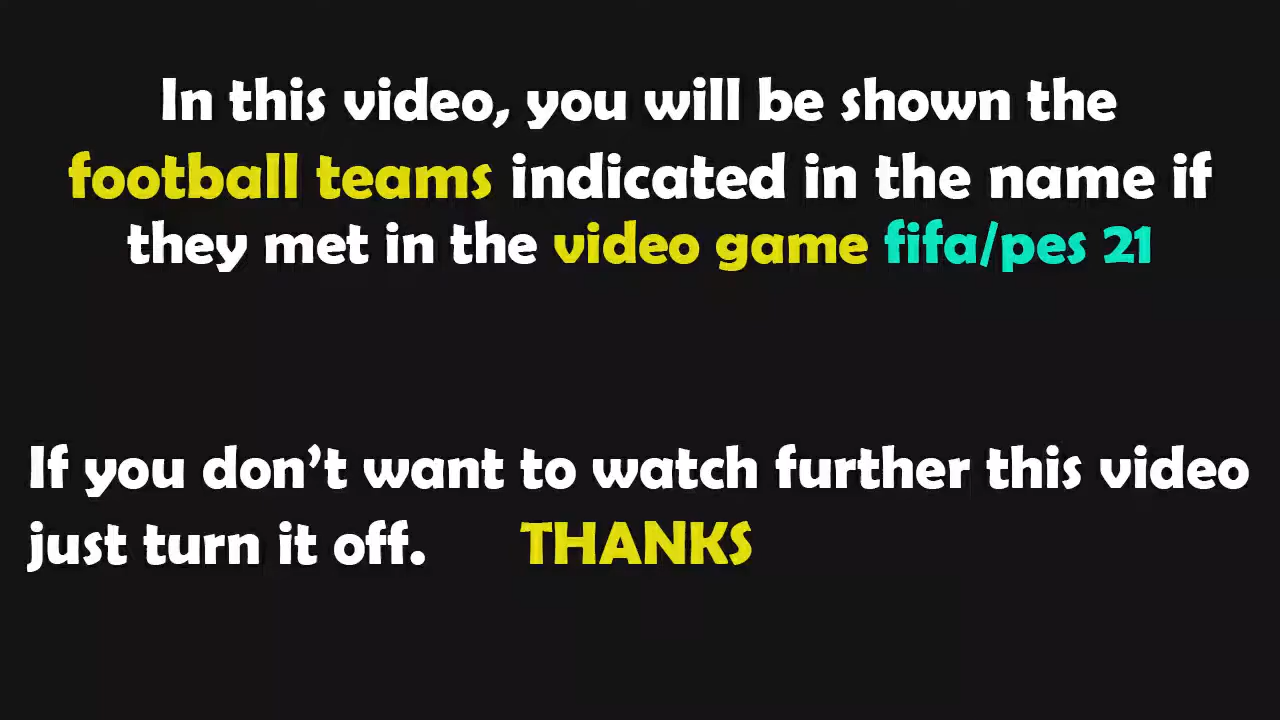 In this video, you will be shown the
football teams indicated in the name if
they met in the video game fifa/pes 21
If you don't want to watch further this video
just turn it off. THANKS